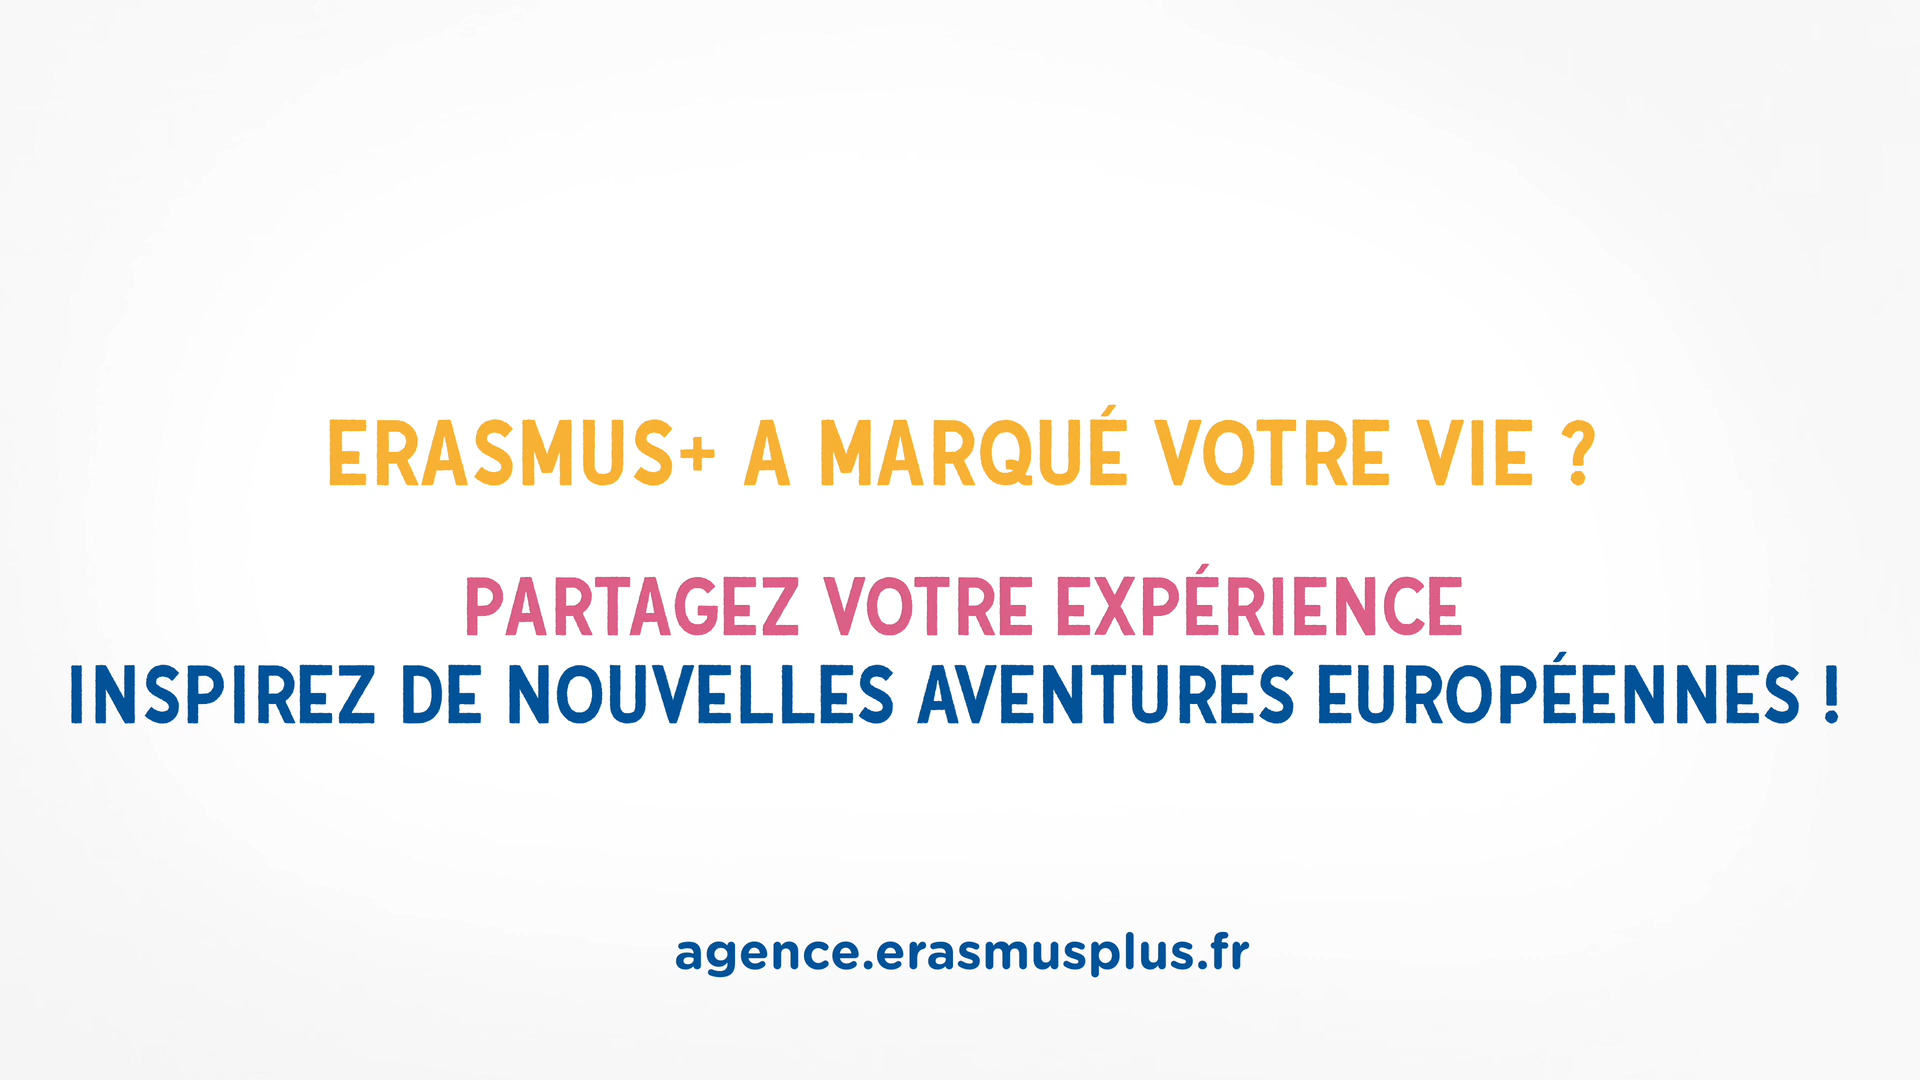 ERASMUS+ A MARQUÉ VOTRE VIE ?
PARTAGEZ VOTRE EXPÉRIENCE
INSPIREZ DE NOUVELLES AVENTURES EUROPÉENNES !
agence.erasmusplus.fr